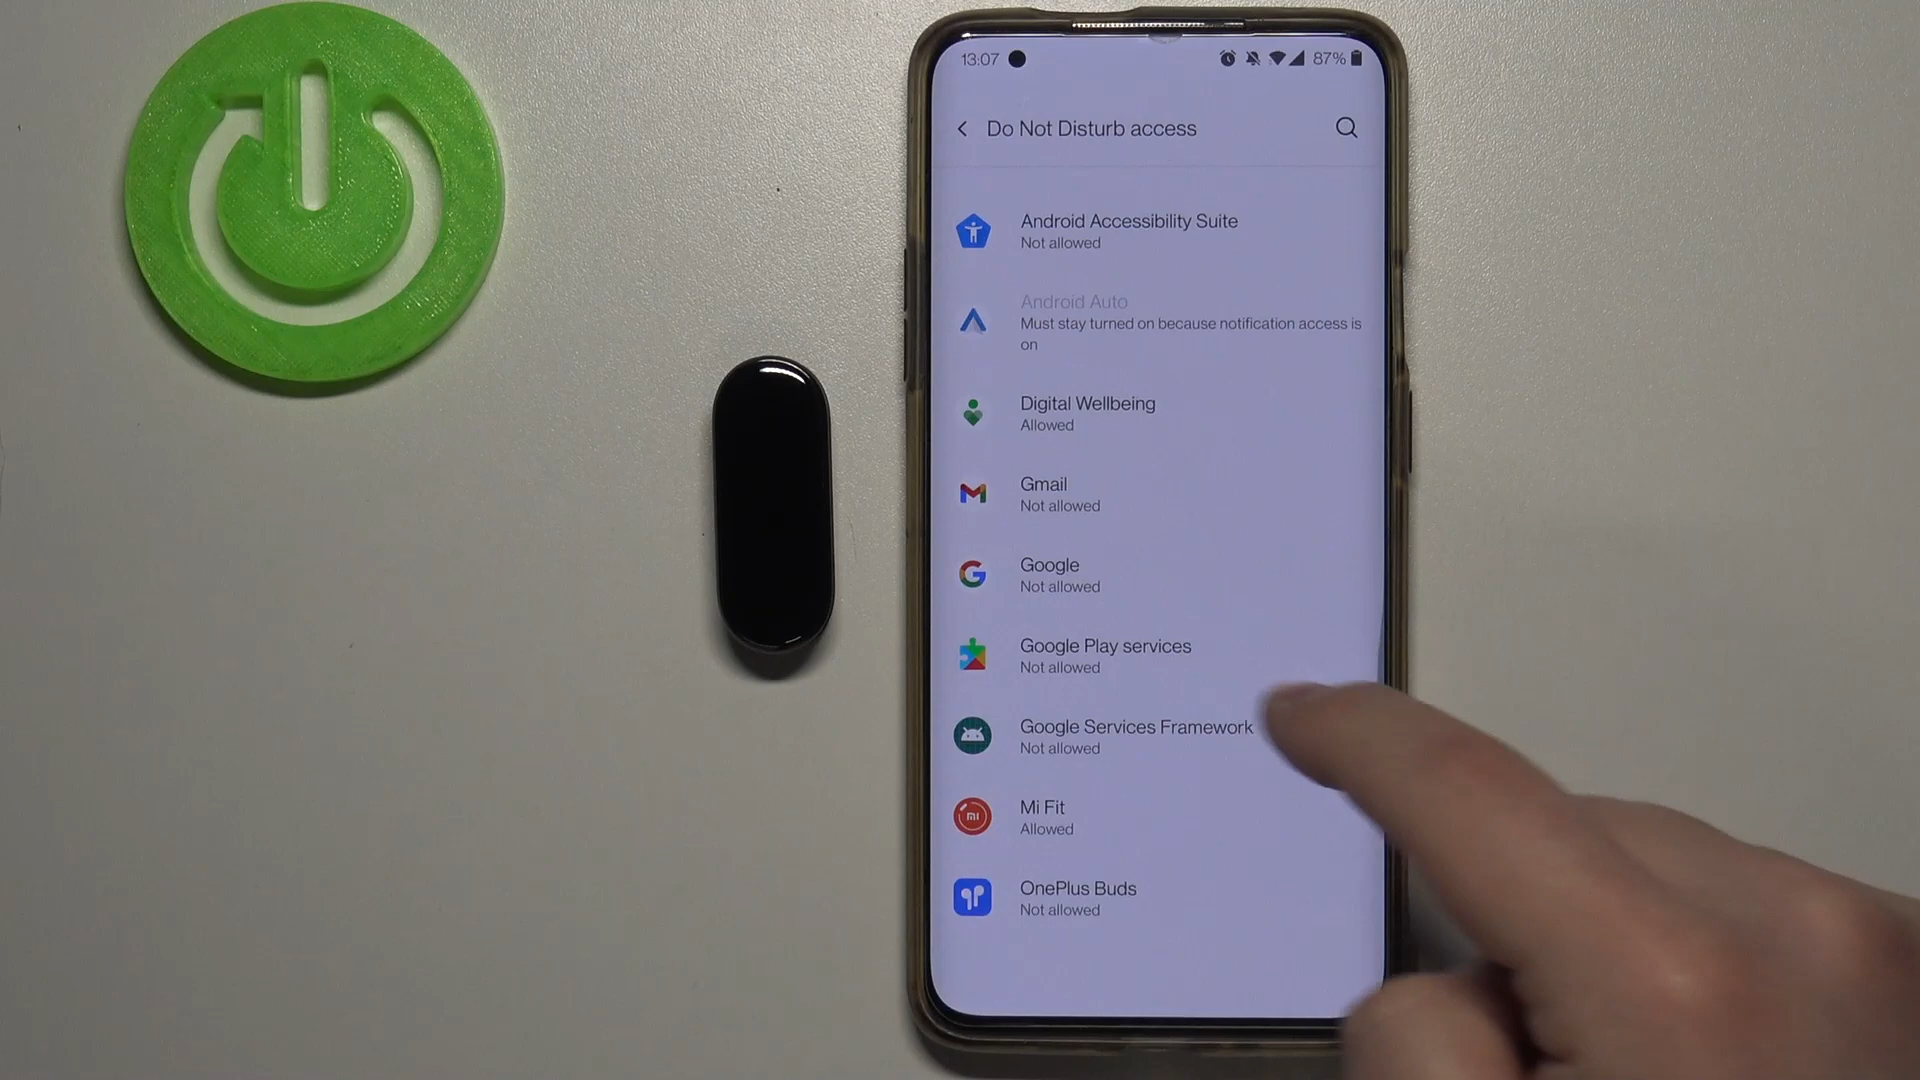 13:07
87%
Do Not Disturb access
Android Accessibility Suite
Not allowed
Android Auto
Must stay turned on because notification access is
on
Digital Wellbeing
Allowed
Gmail
Not allowed
Google
Not allowed
Google Play services
Not allowed
Google Services Framework
Not allowed
Mi Fit
Allowed
OnePlus Buds
Not allowed